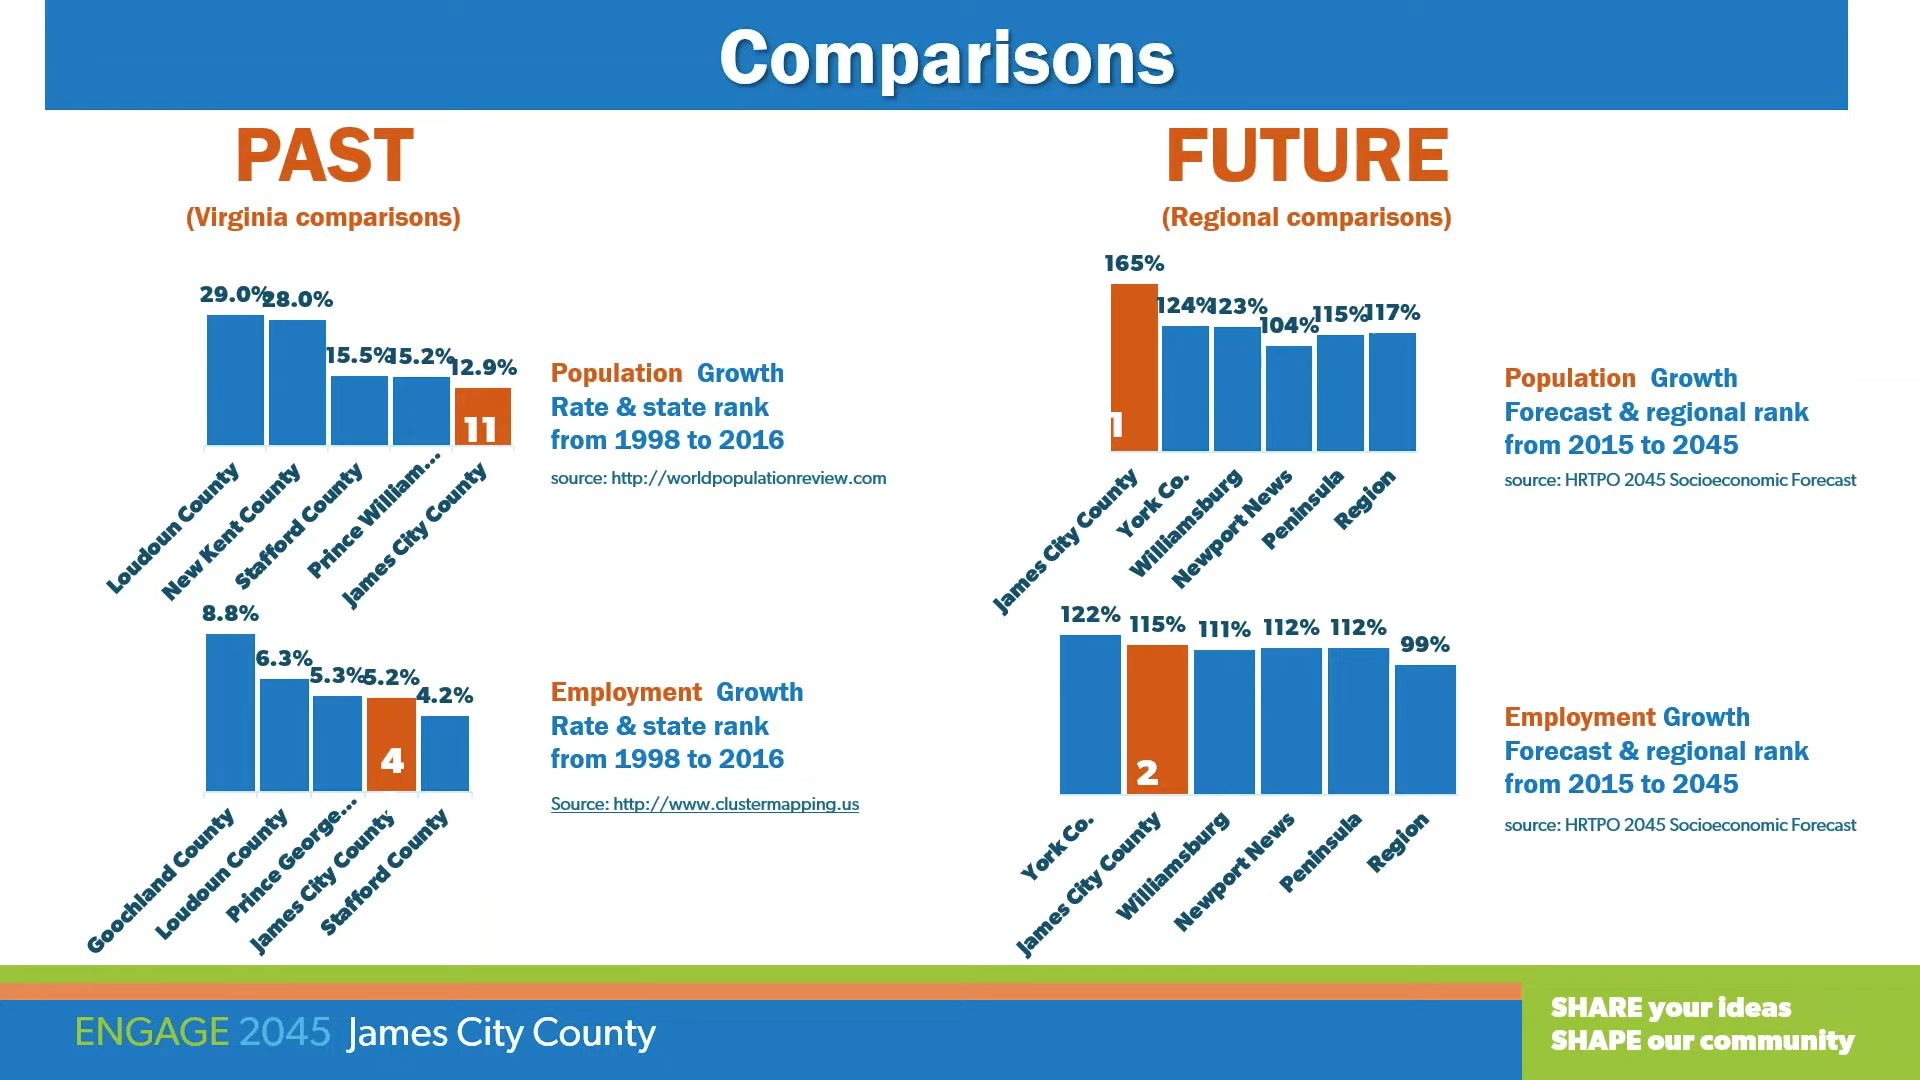 Comparisons
PAST
(Virginia comparisons)
29.0%
28.0%
15.5%
15.2%
12.9%
11
Loudoun County
New Kent County
Stafford County
Prince William...
James City County
Population Growth
Rate & state rank
from 1998 to 2016
source: http://worldpopulationreview.com
8.8%
6.3%
5.3%
5.2%
4.2%
4
Goochland County
Loudoun County
Prince George...
James City County
Stafford County
Employment Growth
Rate & state rank
from 1998 to 2016
Source: http://www.clustermapping.us
FUTURE
(Regional comparisons)
165%
124%
123%
104%
115%
117%
1
James City County
York Co.
Williamsburg
Newport News
Peninsula
Region
Population Growth
Forecast & regional rank
from 2015 to 2045
source: HRTPO 2045 Socioeconomic Forecast
122%
115%
111%
112%
112%
99%
2
York Co.
James City County
Williamsburg
Newport News
Peninsula
Region
Employment Growth
Forecast & regional rank
from 2015 to 2045
source: HRTPO 2045 Socioeconomic Forecast
ENGAGE 2045 James City County
SHARE your ideas
SHAPE our community